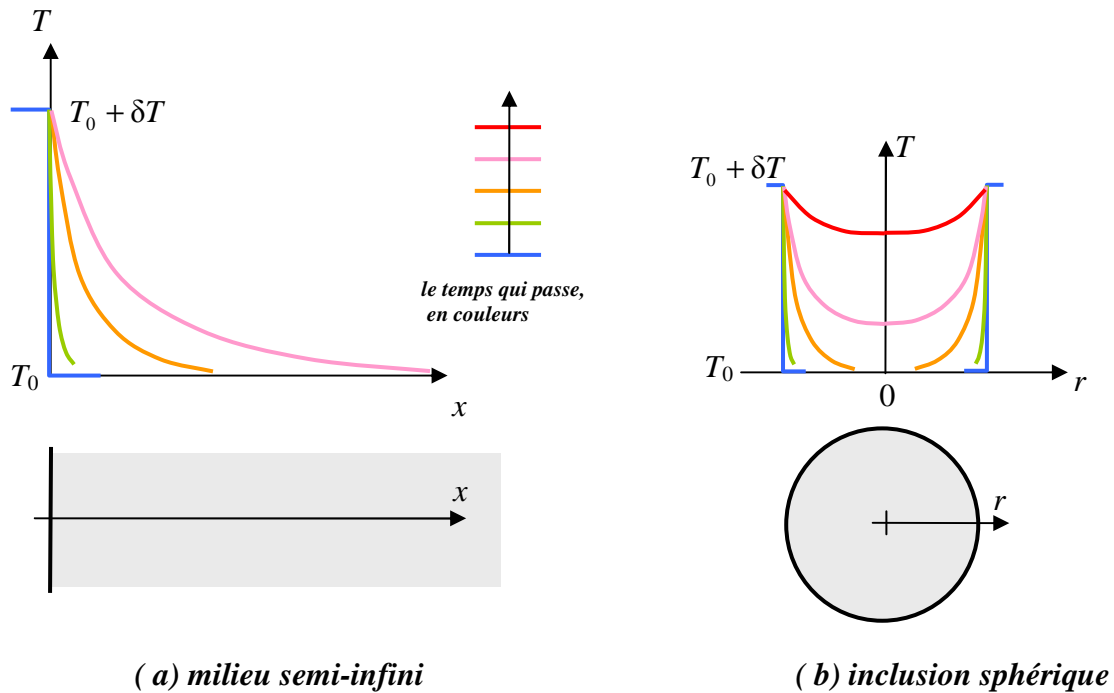 T
T₀ + δT
T₀
x
le temps qui passe,
en couleurs
T
T₀ + δT
T₀
0
r
x
r
( a) milieu semi-infini
( b) inclusion sphérique